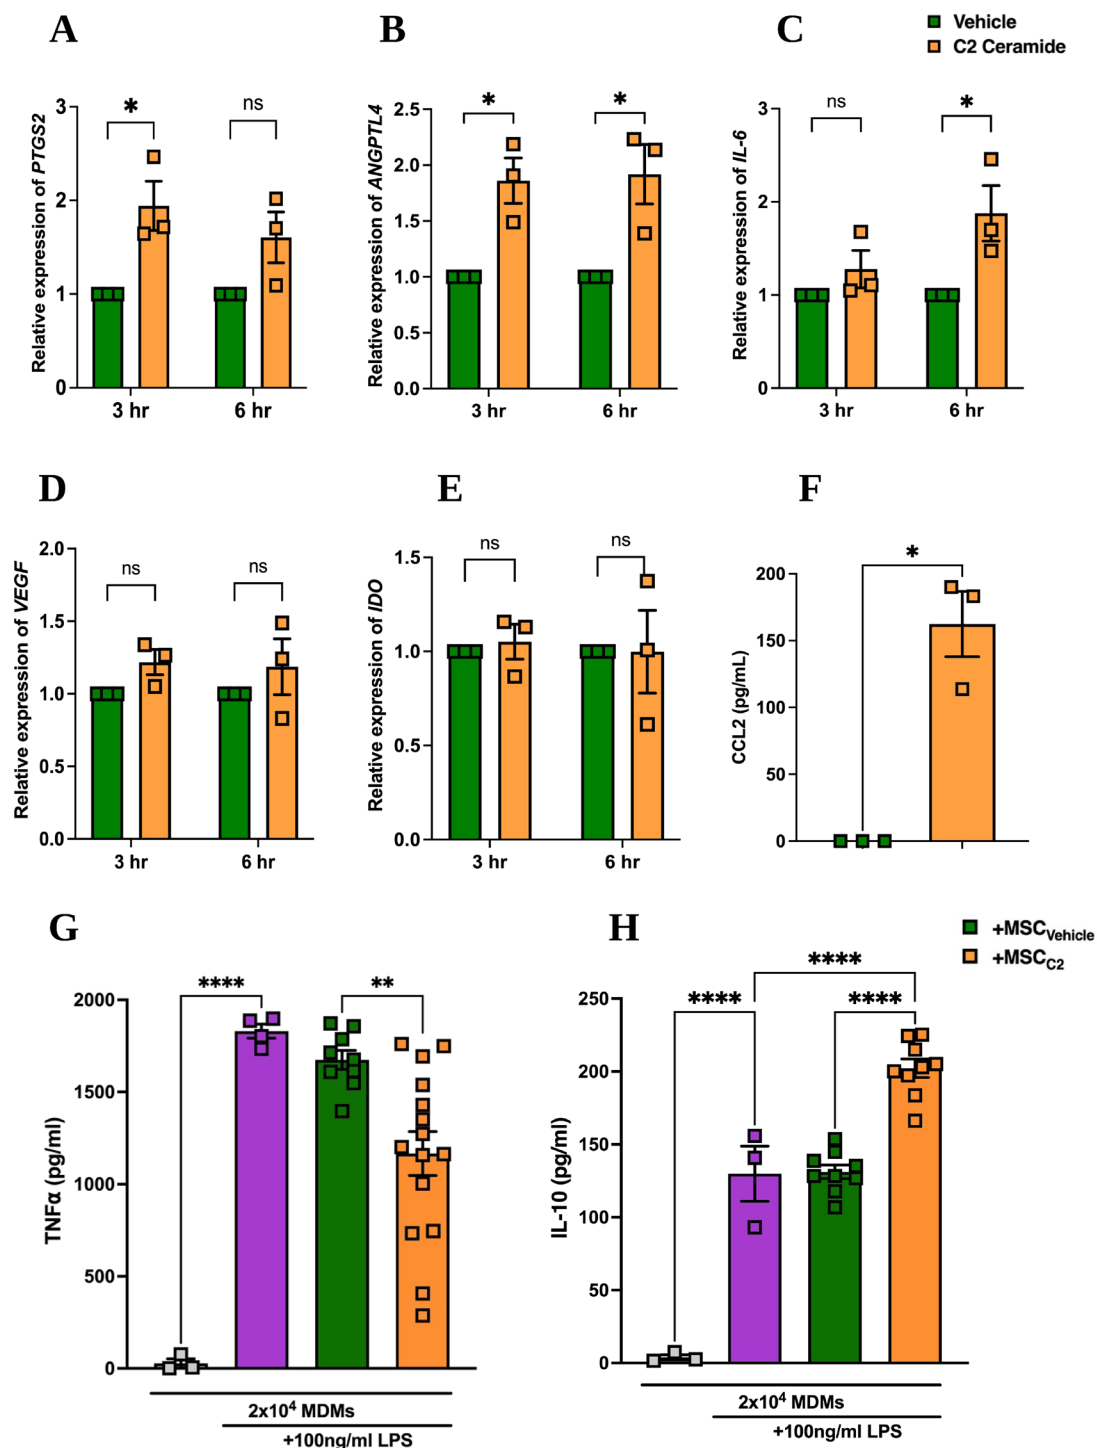 A
B
C
Vehicle
C2 Ceramide
Relative expression of PTGS2
3
2
1
0
*
ns
3 hr
6 hr
Relative expression of ANGPTL4
2.5
2.0
1.5
1.0
0.5
0.0
*
*
3 hr
6 hr
Relative expression of IL-6
3
2
1
0
ns
*
3 hr
6 hr
D
E
F
Relative expression of VEGF
2.0
1.5
1.0
0.5
0.0
ns
ns
3 hr
6 hr
Relative expression of IDO
1.5
1.0
0.5
0.0
ns
ns
3 hr
6 hr
CCL2 (pg/mL)
200
150
100
50
0
*
G
H
+MSCVehicle
+MSCC2
TNFα (pg/ml)
2000
1500
1000
500
0
****
**
2x10⁴ MDMs
+100ng/ml LPS
IL-10 (pg/ml)
250
200
150
100
50
0
****
****
****
2x10⁴ MDMs
+100ng/ml LPS